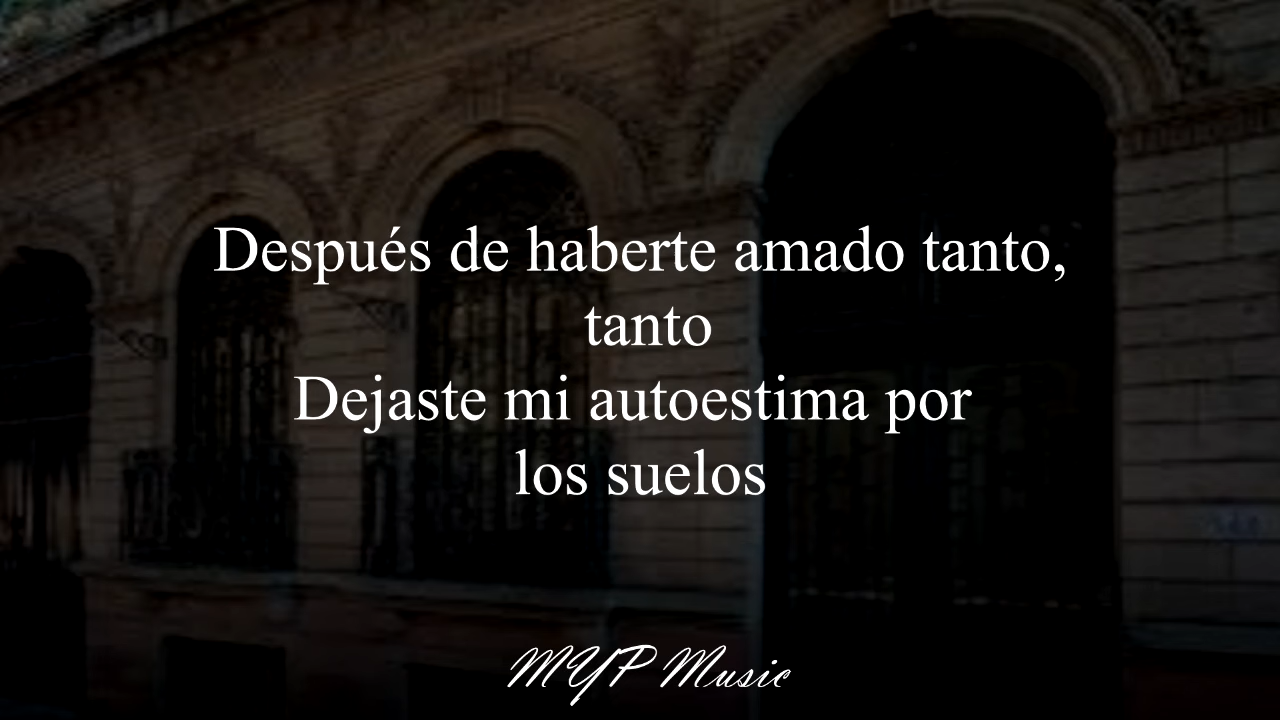 Después de haberte amado tanto,
tanto
Dejaste mi autoestima por
los suelos
MYP Music